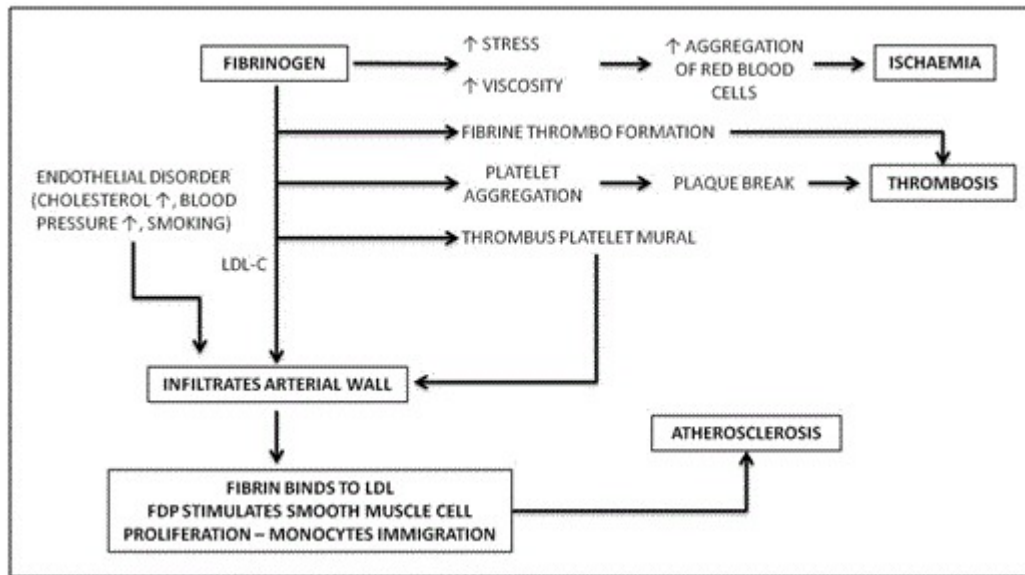 FIBRINOGEN
↑ STRESS
↑ VISCOSITY
↑ AGGREGATION
OF RED BLOOD
CELLS
ISCHAEMIA
FIBRINE THROMBO FORMATION
ENDOTHELIAL DISORDER
(CHOLESTEROL ↑, BLOOD
PRESSURE ↑, SMOKING)
PLATELET
AGGREGATION
PLAQUE BREAK
THROMBOSIS
THROMBUS PLATELET MURAL
LDL-C
INFILTRATES ARTERIAL WALL
ATHEROSCLEROSIS
FIBRIN BINDS TO LDL
FDP STIMULATES SMOOTH MUSCLE CELL
PROLIFERATION – MONOCYTES IMMIGRATION